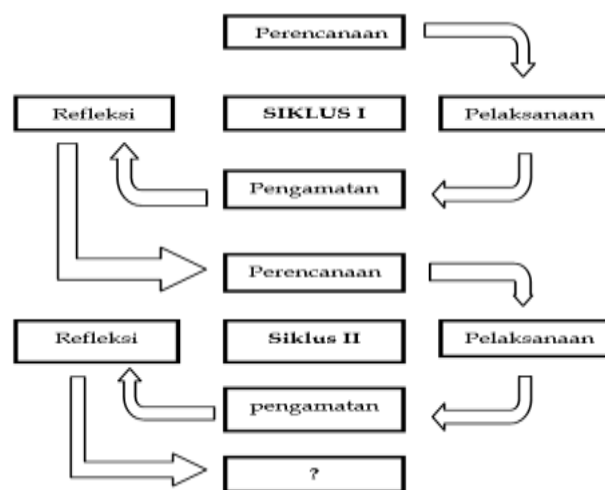 Perencanaan
Refleksi
SIKLUS I
Pelaksanaan
Pengamatan
Perencanaan
Refleksi
Siklus II
Pelaksanaan
pengamatan
?